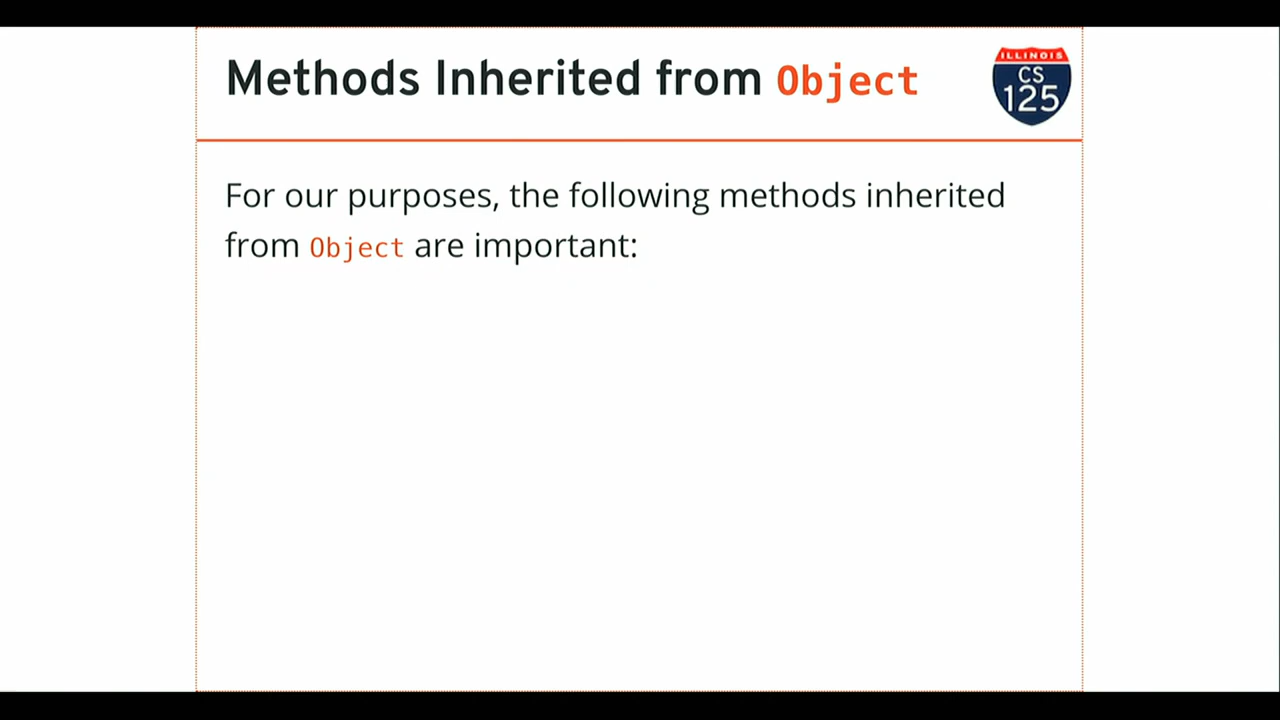 Methods Inherited from Object
ILLINOIS
CS
125
For our purposes, the following methods inherited
from Object are important: